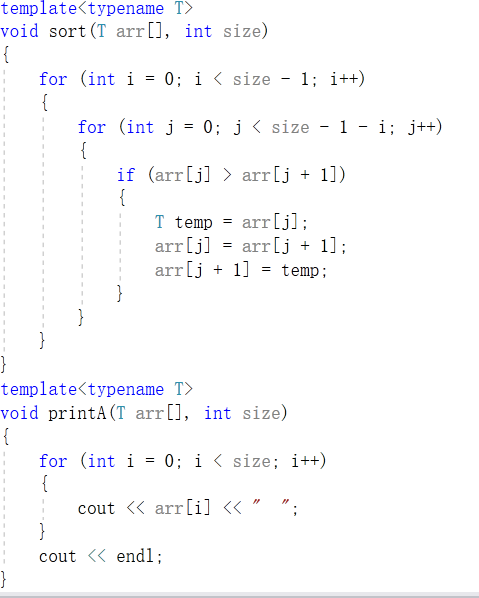 template<typename T>
void sort(T arr[], int size)
{
    for (int i = 0; i < size - 1; i++)
    {
        for (int j = 0; j < size - 1 - i; j++)
        {
            if (arr[j] > arr[j + 1])
            {
                T temp = arr[j];
                arr[j] = arr[j + 1];
                arr[j + 1] = temp;
            }
        }
    }
}
template<typename T>
void printA(T arr[], int size)
{
    for (int i = 0; i < size; i++)
    {
        cout << arr[i] << "  ";
    }
    cout << endl;
}